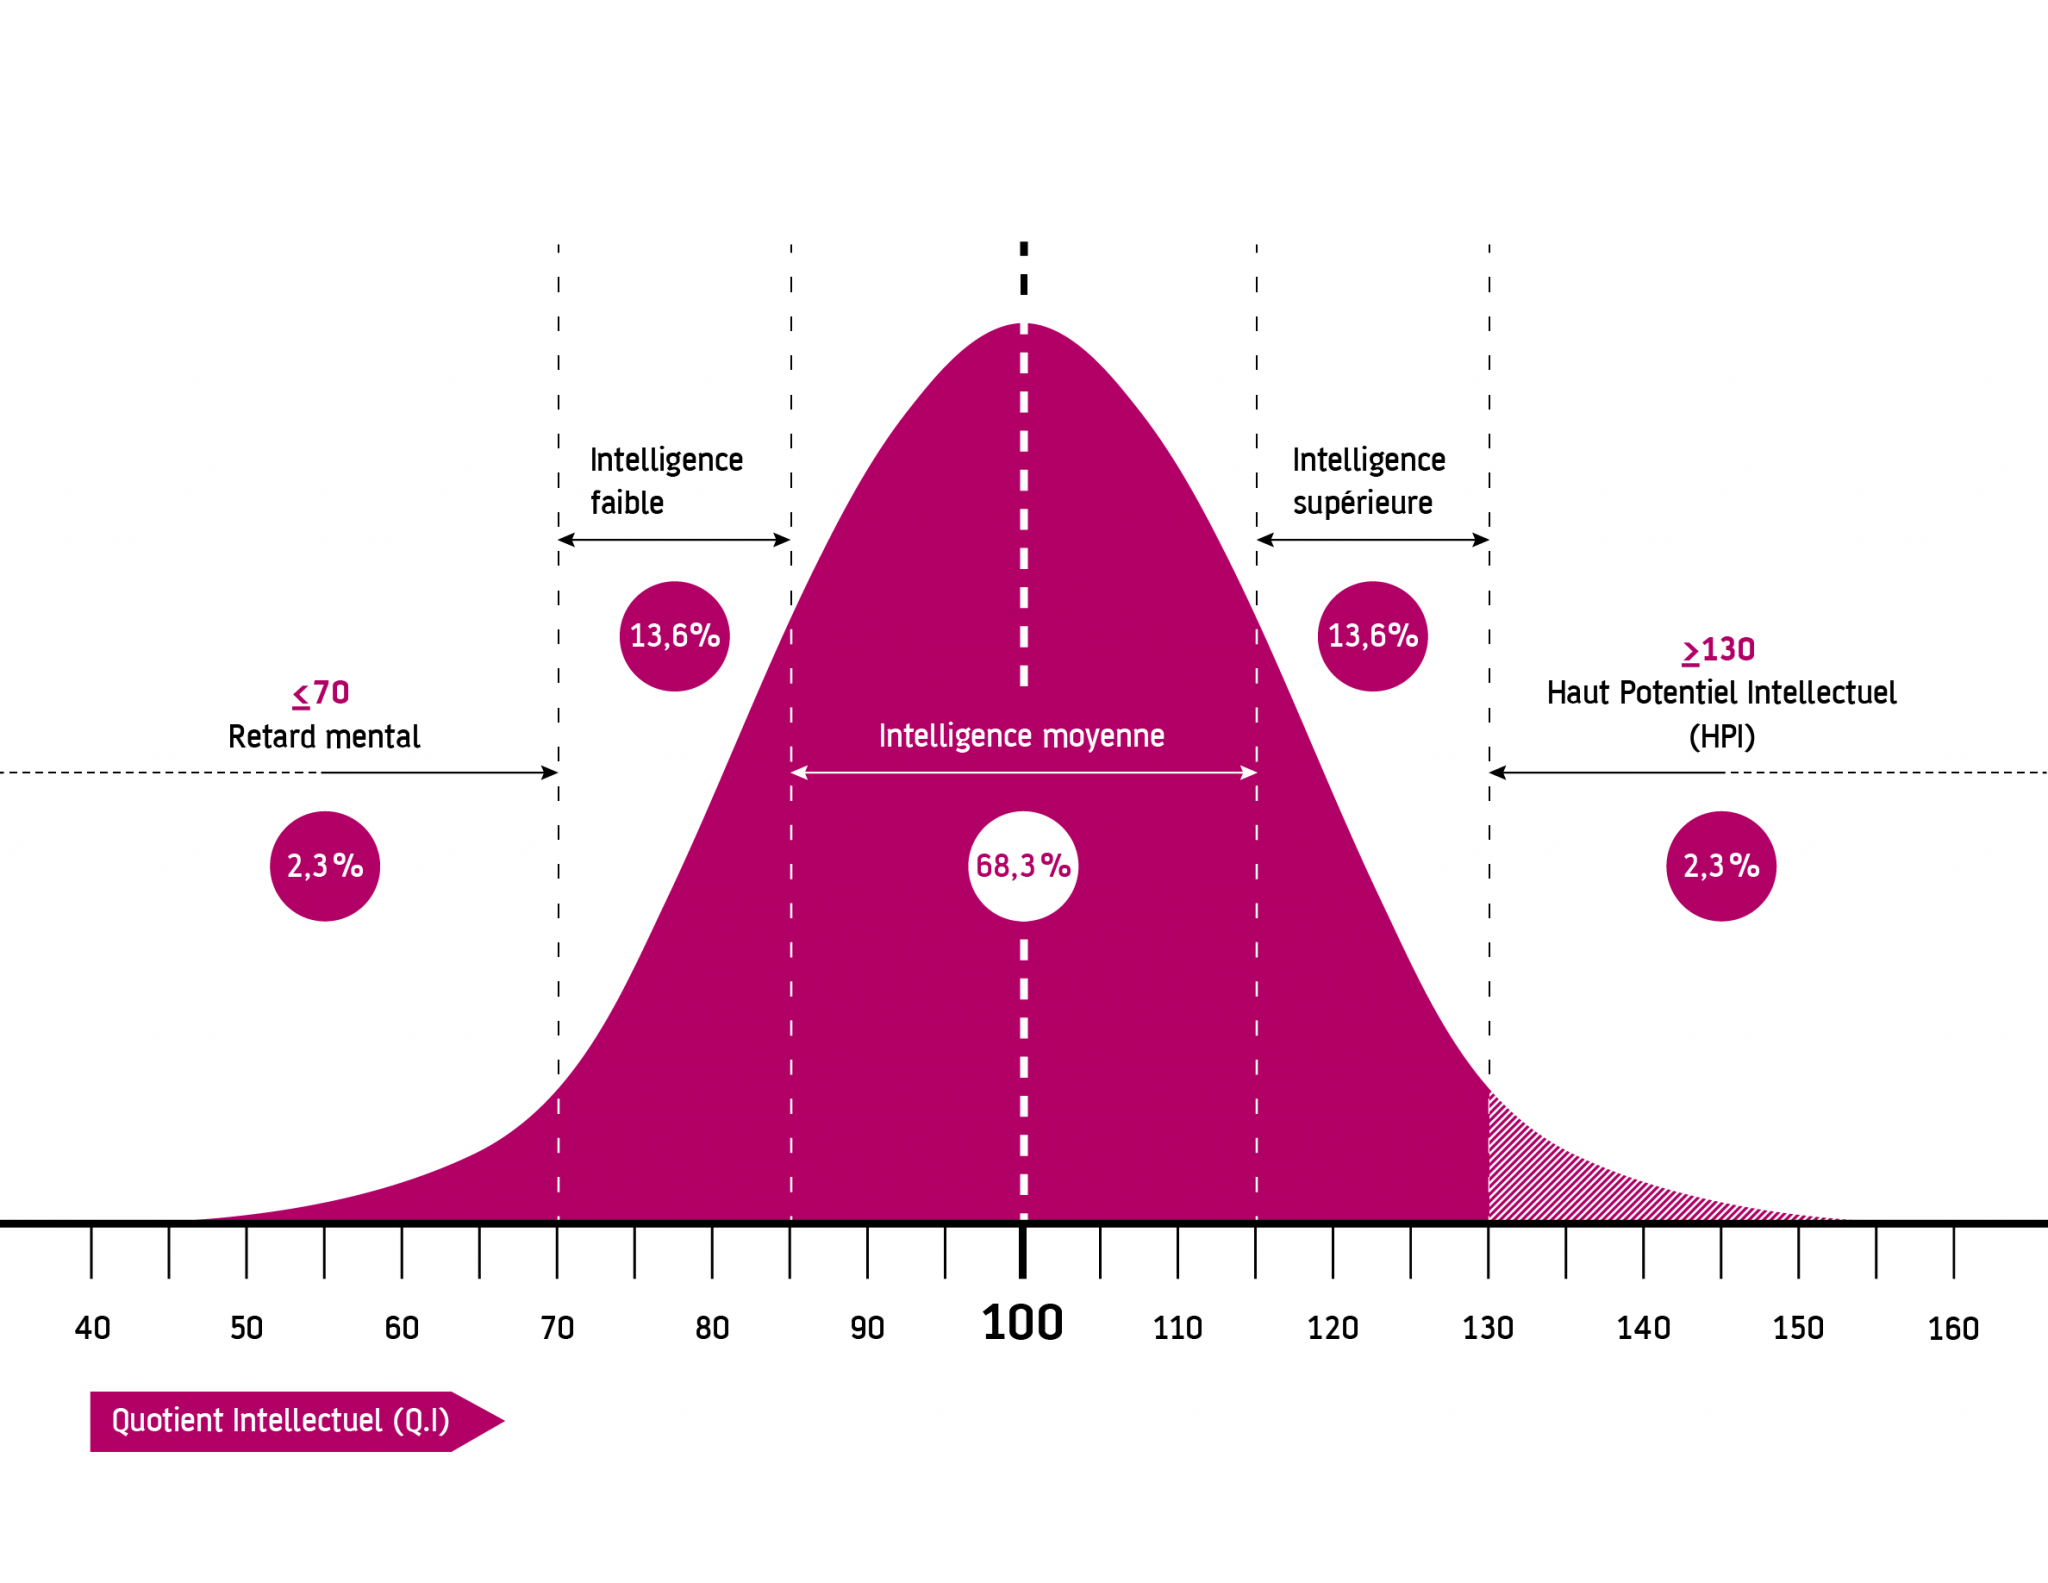 Intelligence
faible
13,6%
Intelligence
supérieure
13,6%
≤70
Retard mental
2,3%
Intelligence moyenne
68,3%
≥130
Haut Potentiel Intellectuel
(HPI)
2,3%
40 50 60 70 80 90 100 110 120 130 140 150 160
Quotient Intellectuel (Q.I)